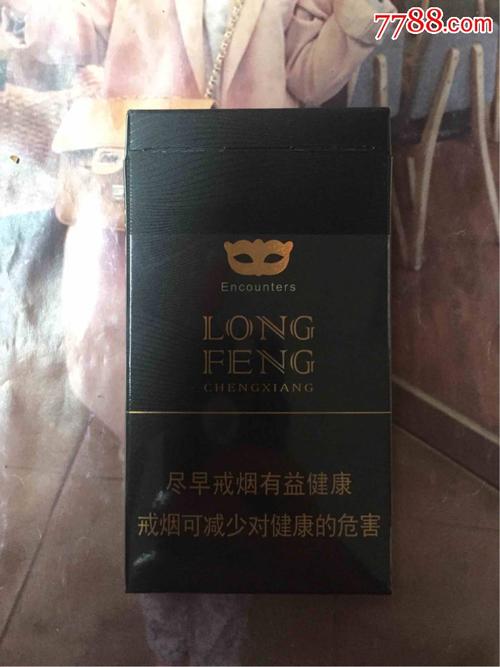 7788.com
Encounters
LONG
FENG
CHENGXIANG
尽早戒烟有益健康
戒烟可减少对健康的危害